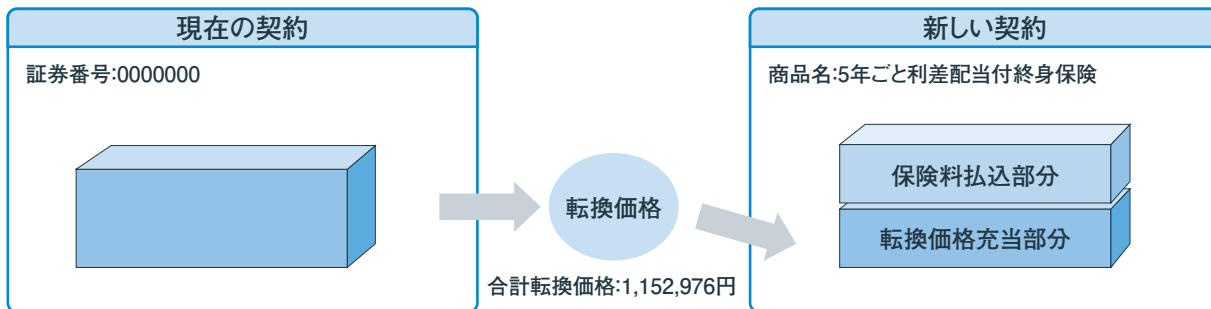 現在の契約
証券番号:0000000
転換価格
合計転換価格:1,152,976円
新しい契約
商品名:5年ごと利差配当付終身保険
保険料払込部分
転換価格充当部分